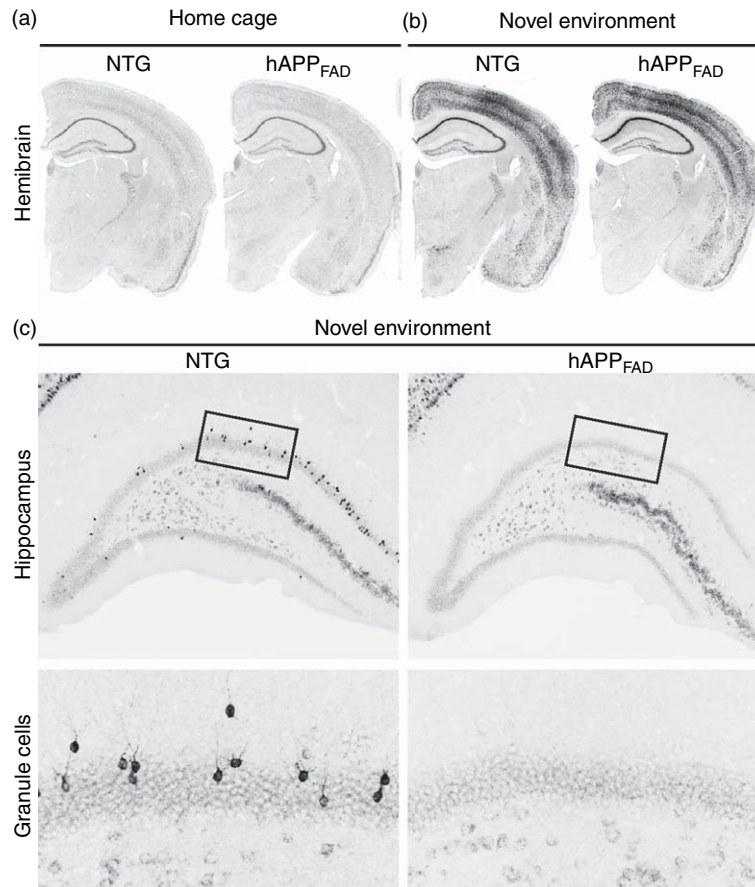 (a) Home cage
NTG hAPPFAD
Hemibrain
(b) Novel environment
NTG hAPPFAD
(c) Novel environment
NTG hAPPFAD
Hippocampus
Granule cells